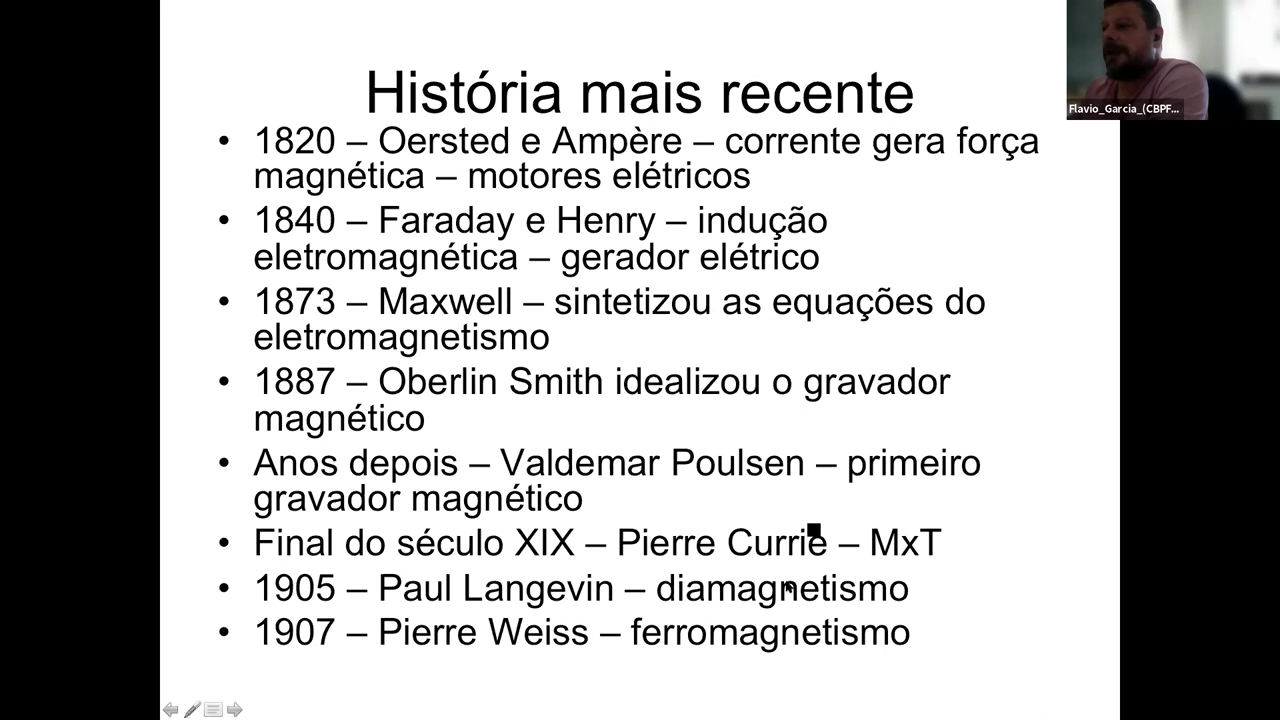 História mais recente
• 1820 – Oersted e Ampère – corrente gera força
magnética – motores elétricos
• 1840 – Faraday e Henry – indução
eletromagnética – gerador elétrico
• 1873 – Maxwell – sintetizou as equações do
eletromagnetismo
• 1887 – Oberlin Smith idealizou o gravador
magnético
• Anos depois – Valdemar Poulsen – primeiro
gravador magnético
• Final do século XIX – Pierre Currie – MxT
• 1905 – Paul Langevin – diamagnetismo
• 1907 – Pierre Weiss – ferromagnetismo
Flavio_Garcia_(CBPF...